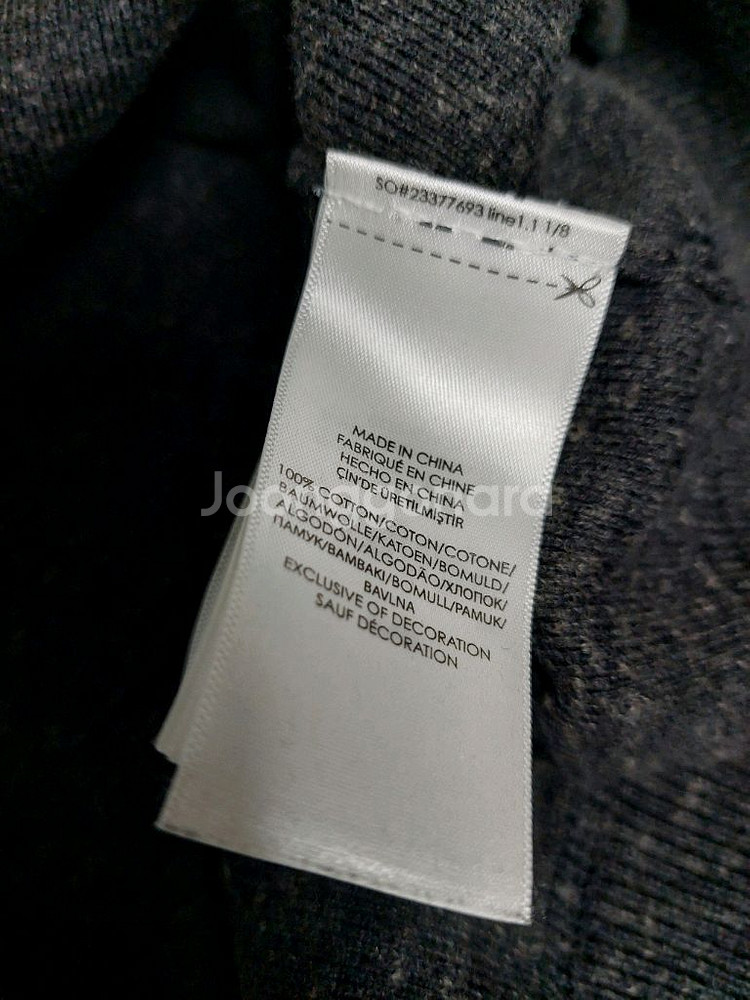 SO#23377693 line1.1 1/8
MADE IN CHINA
FABRIQUÉ EN CHINE
HECHO EN CHINA
ÇİN'DE ÜRETİLMİŞTİR
100% COTTON/COTON/COTONE/
BAUMWOLLE/KATOEN/BOMULD/
ALGODÓN/ALGODÃO/ХЛОПОК/
ПАМУК/ΒΑΜΒΑΚΙ/BOMULL/PAMUK/
BAVLNA
EXCLUSIVE OF DECORATION
SAUF DÉCORATION
Joonggonara